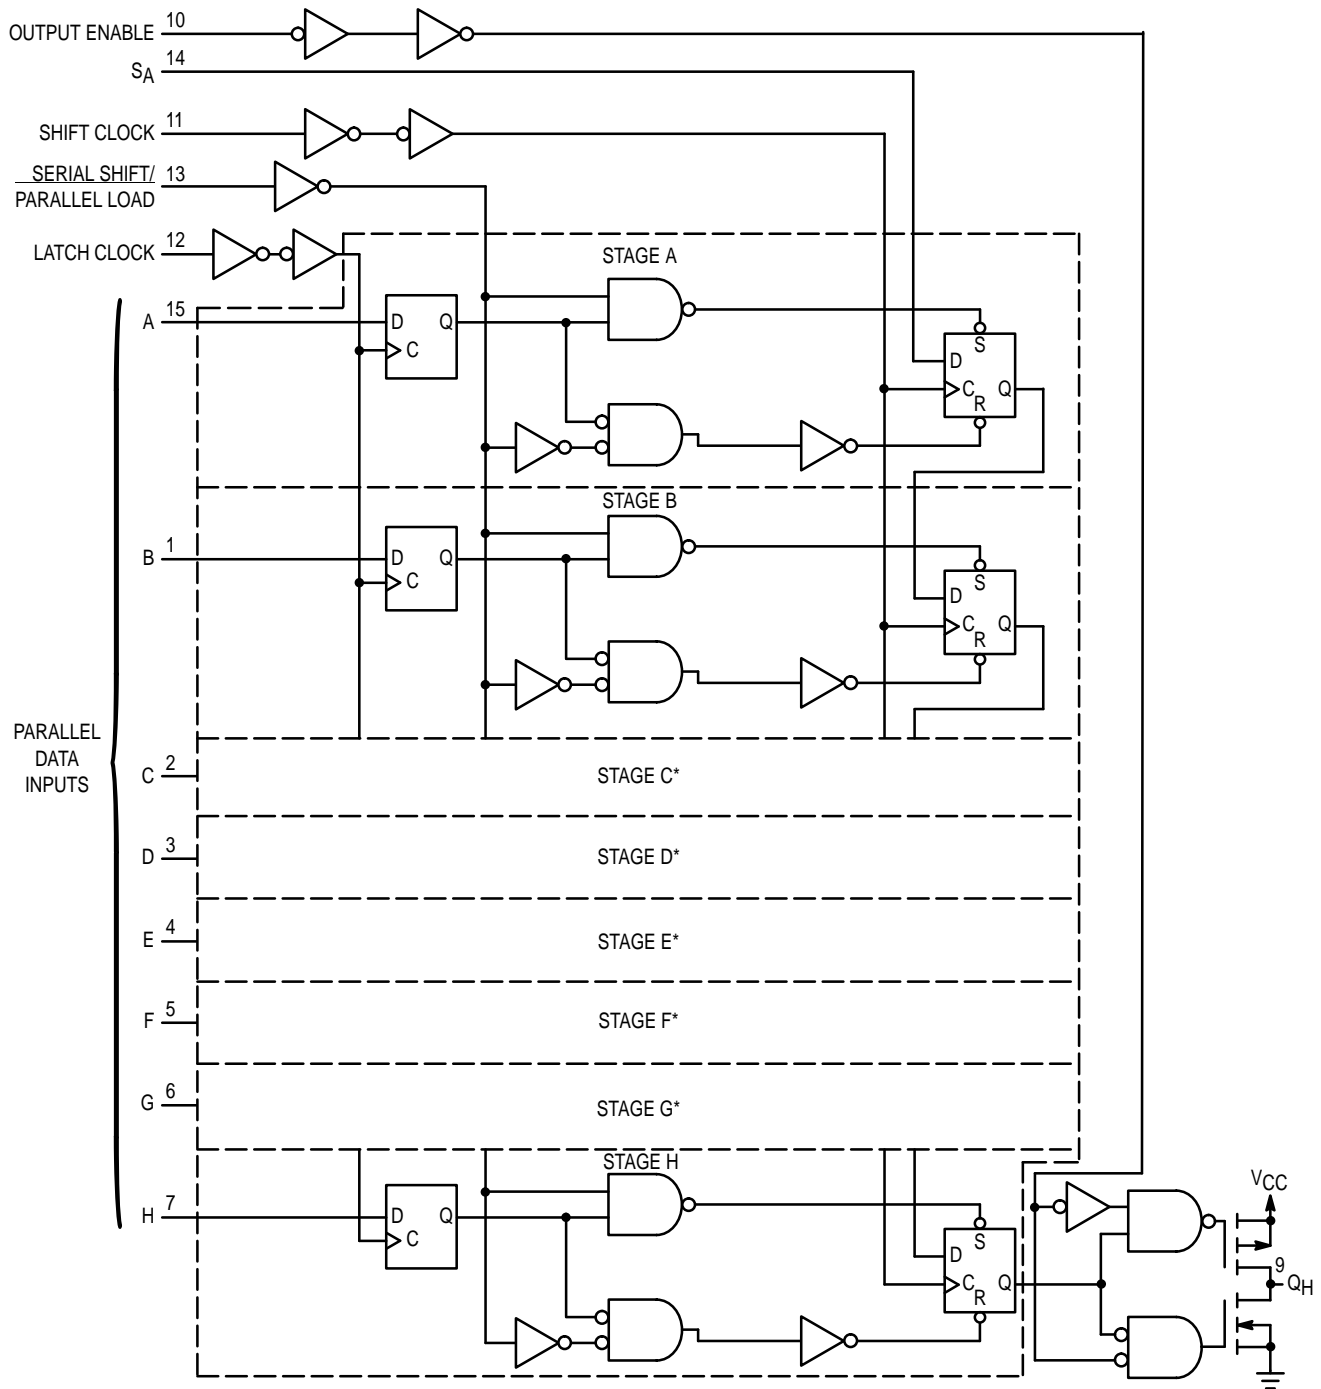 OUTPUT ENABLE 10
SA 14
SHIFT CLOCK 11
SERIAL SHIFT/ 13
PARALLEL LOAD
LATCH CLOCK 12
STAGE A
A 15
D Q
C
S
D
C Q
R
STAGE B
B 1
D Q
C
S
D
C Q
R
PARALLEL
DATA
INPUTS
C 2
STAGE C*
D 3
STAGE D*
E 4
STAGE E*
F 5
STAGE F*
G 6
STAGE G*
STAGE H
H 7
D Q
C
S
D
C Q
R
VCC
9
QH